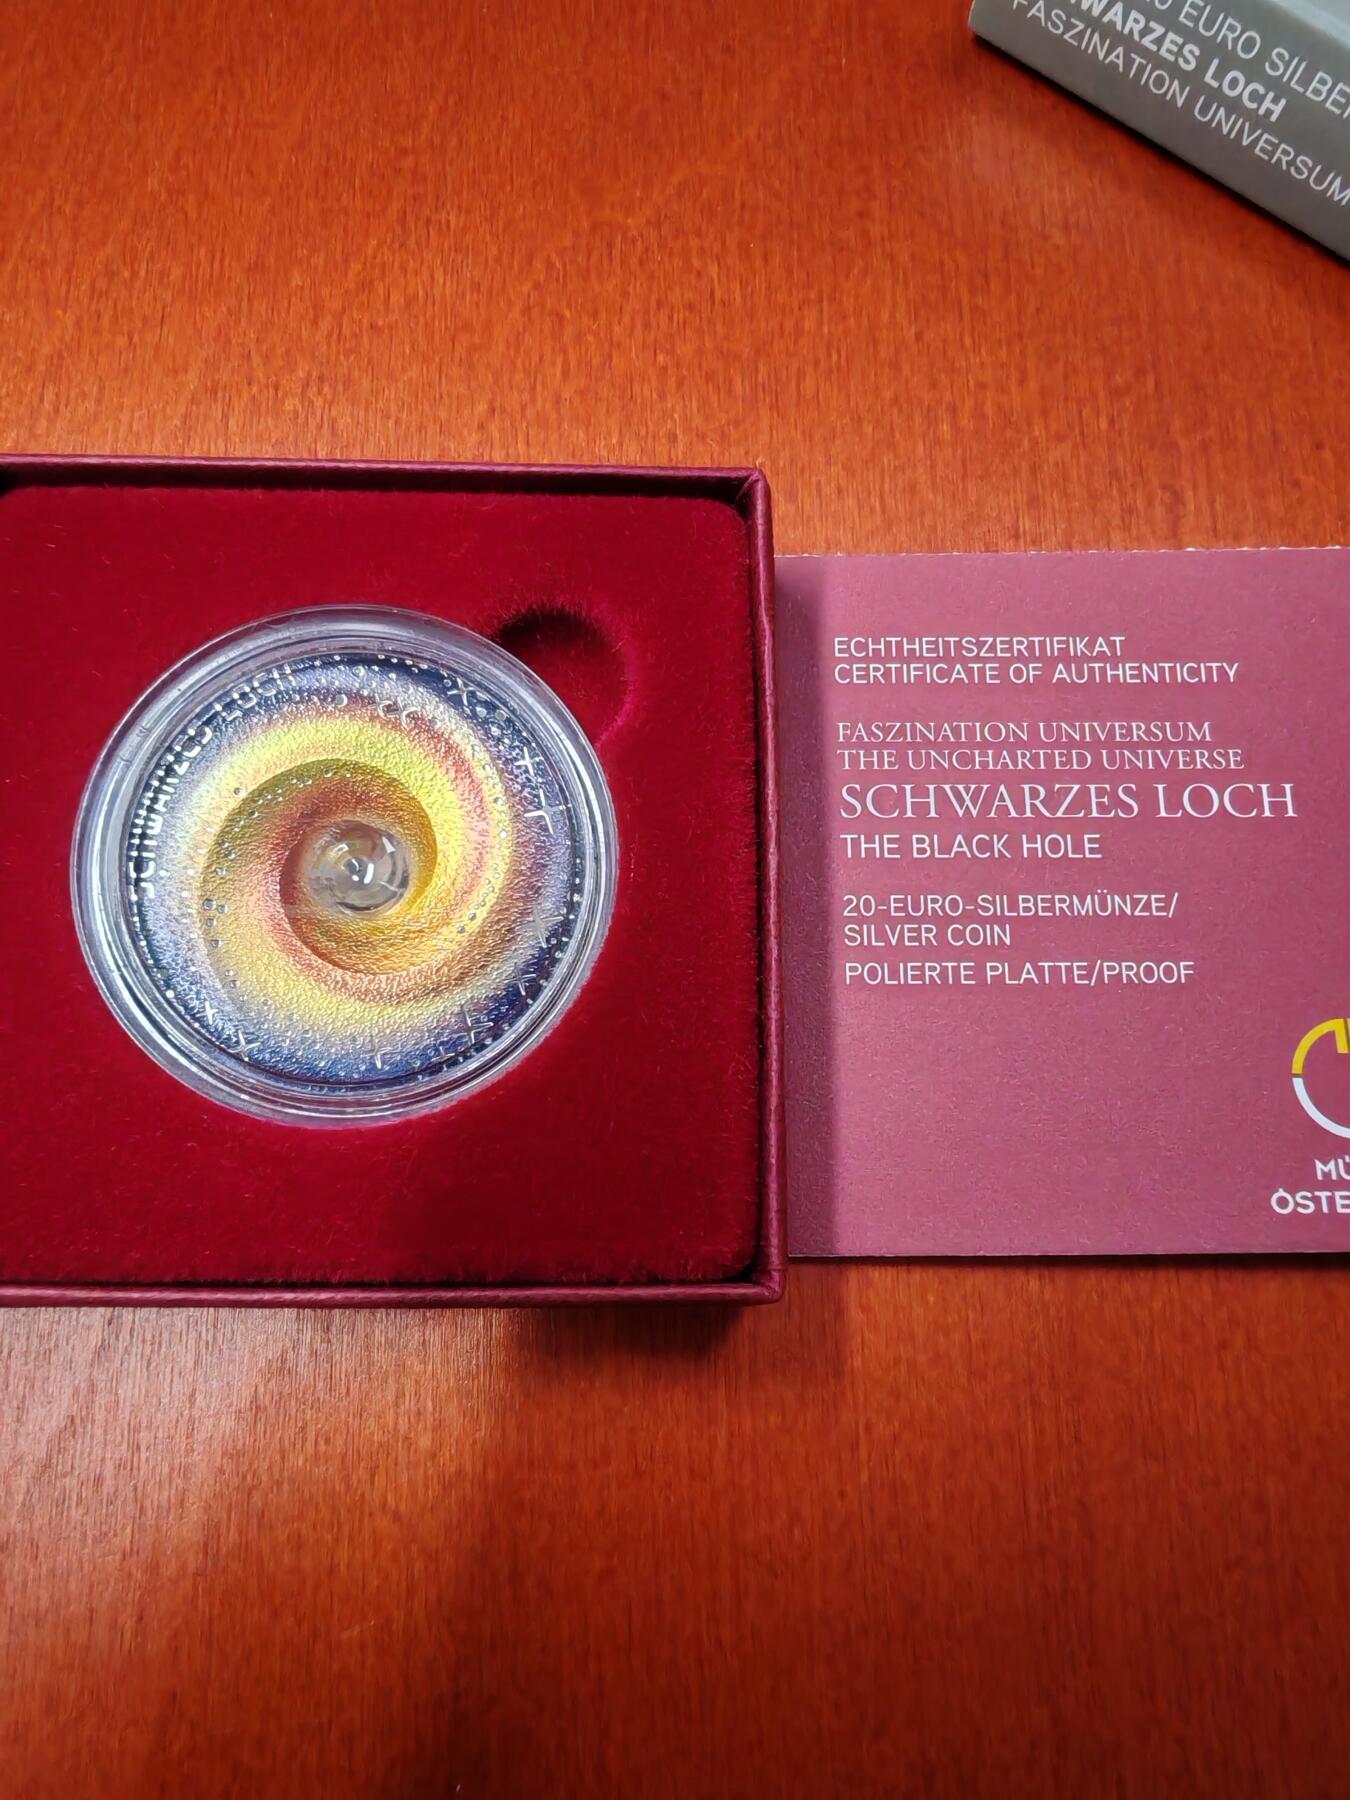 EURO SILBER
SCHWARZES LOCH
FASZINATION UNIVERSUM
SCHWARZES LOCH
ECHTHEITSZERTIFIKAT
CERTIFICATE OF AUTHENTICITY
FASZINATION UNIVERSUM
THE UNCHARTED UNIVERSE
SCHWARZES LOCH
THE BLACK HOLE
20-EURO-SILBERMÜNZE/
SILVER COIN
POLIERTE PLATTE/PROOF